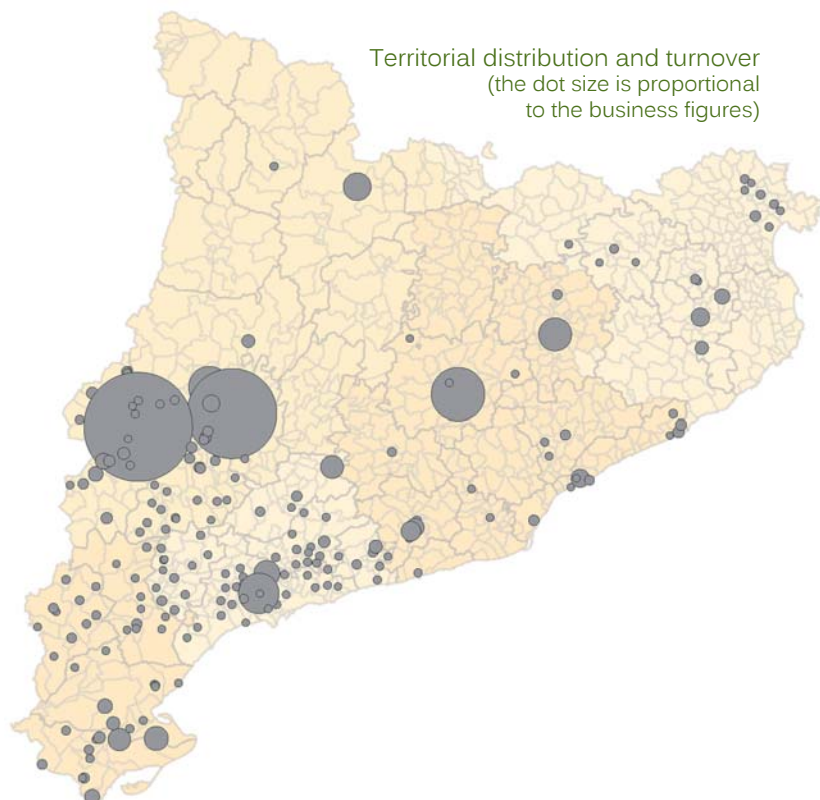 Territorial distribution and turnover
(the dot size is proportional
to the business figures)